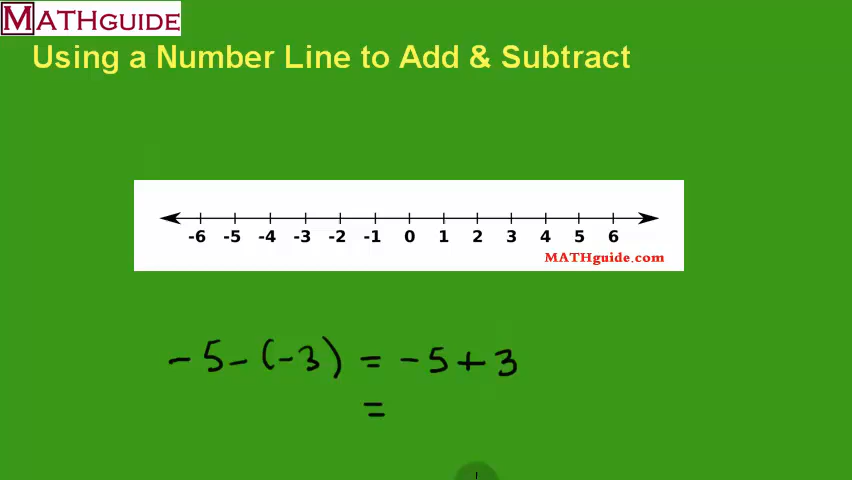 MATHGUIDE
Using a Number Line to Add & Subtract
-6 -5 -4 -3 -2 -1 0 1 2 3 4 5 6
MATHguide.com
-5-(-3) = -5+3
=